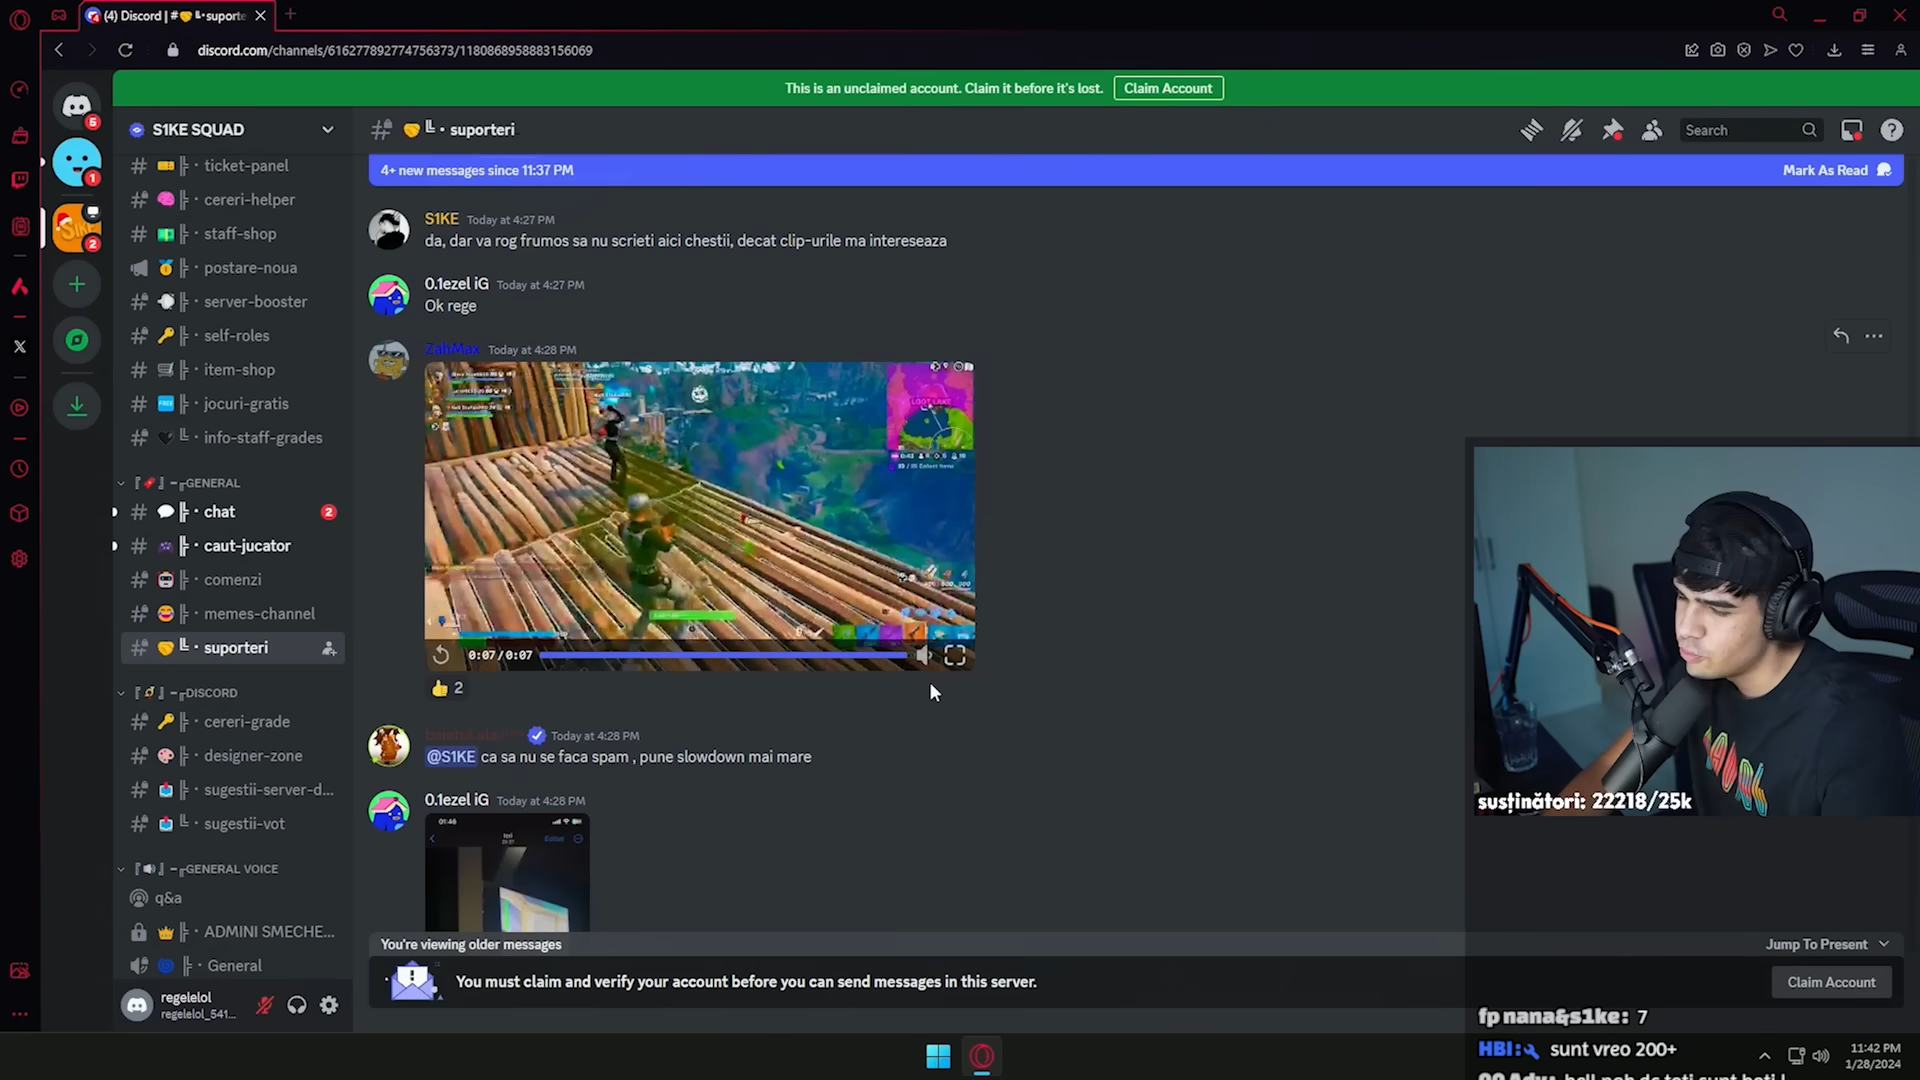 (4) Discord | # └ • suporte
discord.com/channels/616277892774756373/1180868958883156069
This is an unclaimed account. Claim it before it's lost. Claim Account
5
1
2
S1KE SQUAD
ticket-panel
cereri-helper
staff-shop
postare-noua
server-booster
self-roles
item-shop
FREE jocuri-gratis
info-staff-grades
GENERAL
chat 2
caut-jucator
comenzi
memes-channel
suporteri
DISCORD
cereri-grade
designer-zone
sugestii-server-d...
sugestii-vot
GENERAL VOICE
q&a
ADMINI SMECHE...
General
regelelol
regelelol_541...
suporteri
Search
4+ new messages since 11:37 PM Mark As Read
S1KE Today at 4:27 PM
da, dar va rog frumos sa nu scrieti aici chestii, decat clip-urile ma intereseaza
0.1ezel iG Today at 4:27 PM
Ok rege
ZahMax Today at 4:28 PM
LOOT LAKE
0:07/0:07
2
Today at 4:28 PM
@S1KE ca sa nu se faca spam , pune slowdown mai mare
0.1ezel iG Today at 4:28 PM
01:46
You're viewing older messages Jump To Present
You must claim and verify your account before you can send messages in this server. Claim Account
susținători: 22218/25k
fp nana&s1ke: 7
HBI: sunt vreo 200+
11:42 PM
1/28/2024